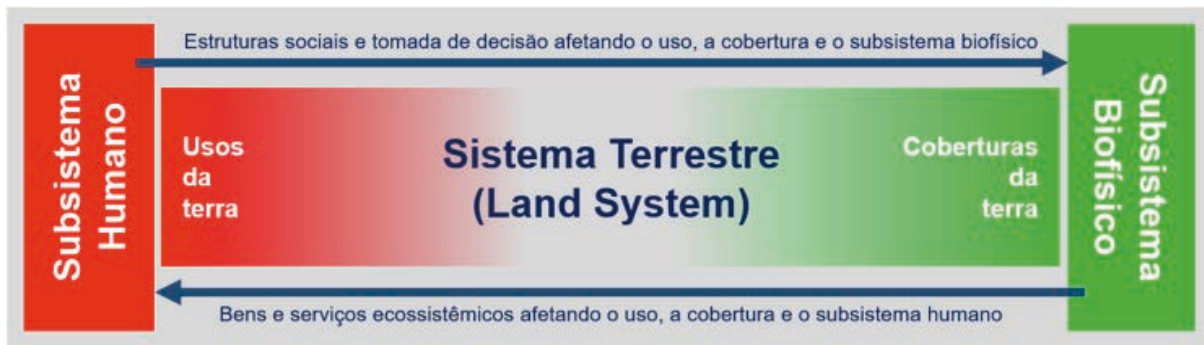 Estruturas sociais e tomada de decisão afetando o uso, a cobertura e o subsistema biofísico
Subsistema
Humano
Usos
da
terra
Sistema Terrestre
(Land System)
Coberturas
da
terra
Subsistema
Biofísico
Bens e serviços ecossistêmicos afetando o uso, a cobertura e o subsistema humano